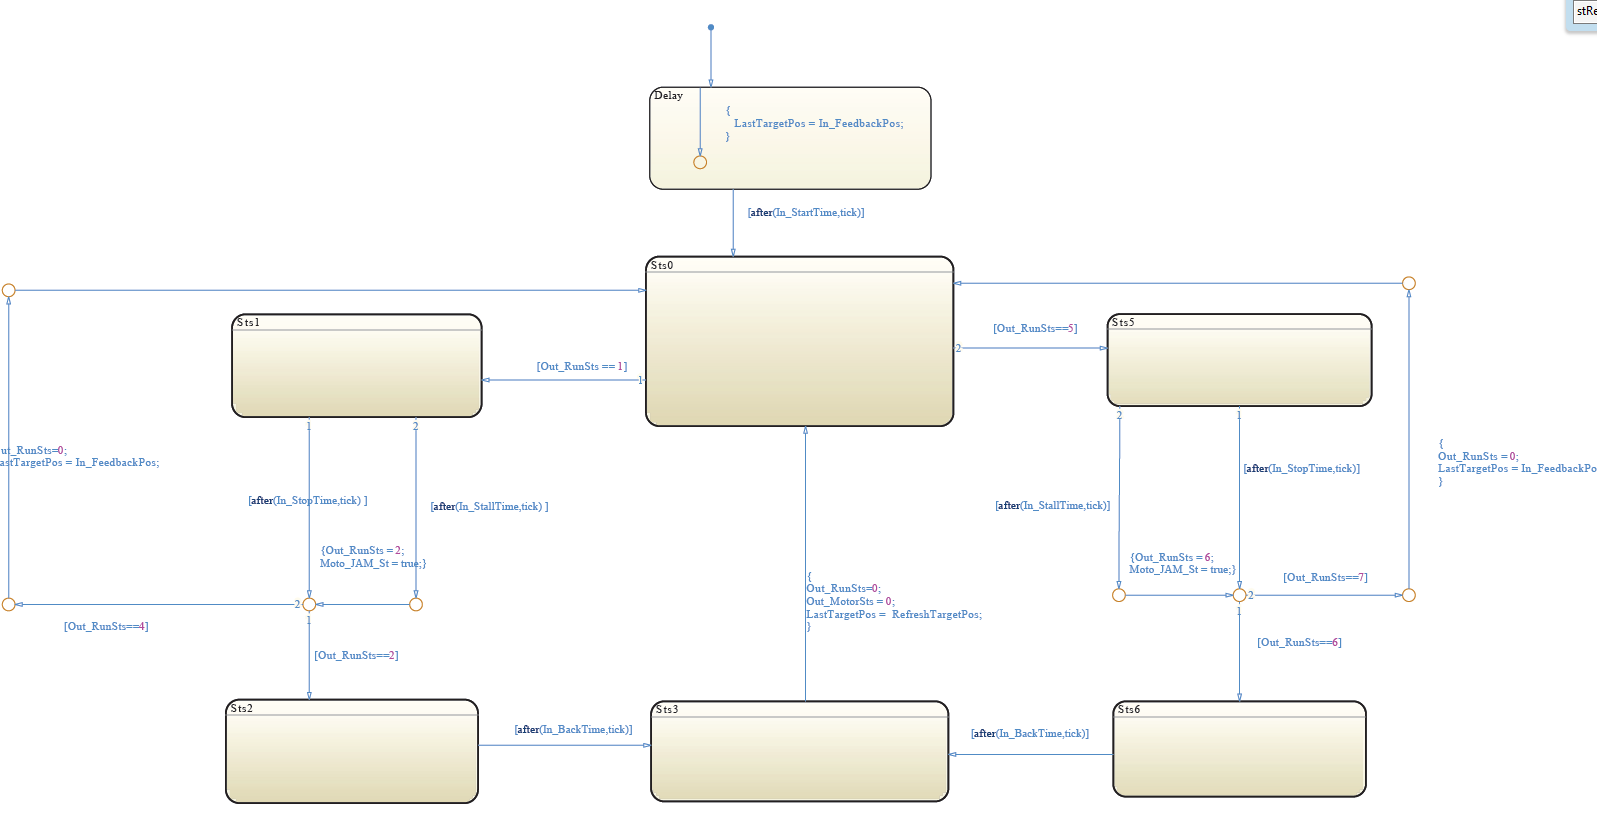 stRe
Delay
{
LastTargetPos = In_FeedbackPos;
}
[after(In_StartTime,tick)]
Sts0
Sts1
Sts5
[Out_RunSts==5]
2
[Out_RunSts == 1]
1
1
2
2
1
ut_RunSts=0;
astTargetPos = In_FeedbackPos;
{
Out_RunSts = 0;
LastTargetPos = In_FeedbackPo
}
[after(In_StopTime,tick) ]
[after(In_StallTime,tick) ]
[after(In_StallTime,tick)]
[after(In_StopTime,tick)]
{Out_RunSts = 2;
Moto_JAM_St = true;}
{Out_RunSts = 6;
Moto_JAM_St = true;}
[Out_RunSts==7]
{
Out_RunSts=0;
Out_MotorSts = 0;
LastTargetPos = RefreshTargetPos;
}
2
1
2
1
[Out_RunSts==4]
[Out_RunSts==2]
[Out_RunSts==6]
Sts2
Sts3
Sts6
[after(In_BackTime,tick)]
[after(In_BackTime,tick)]